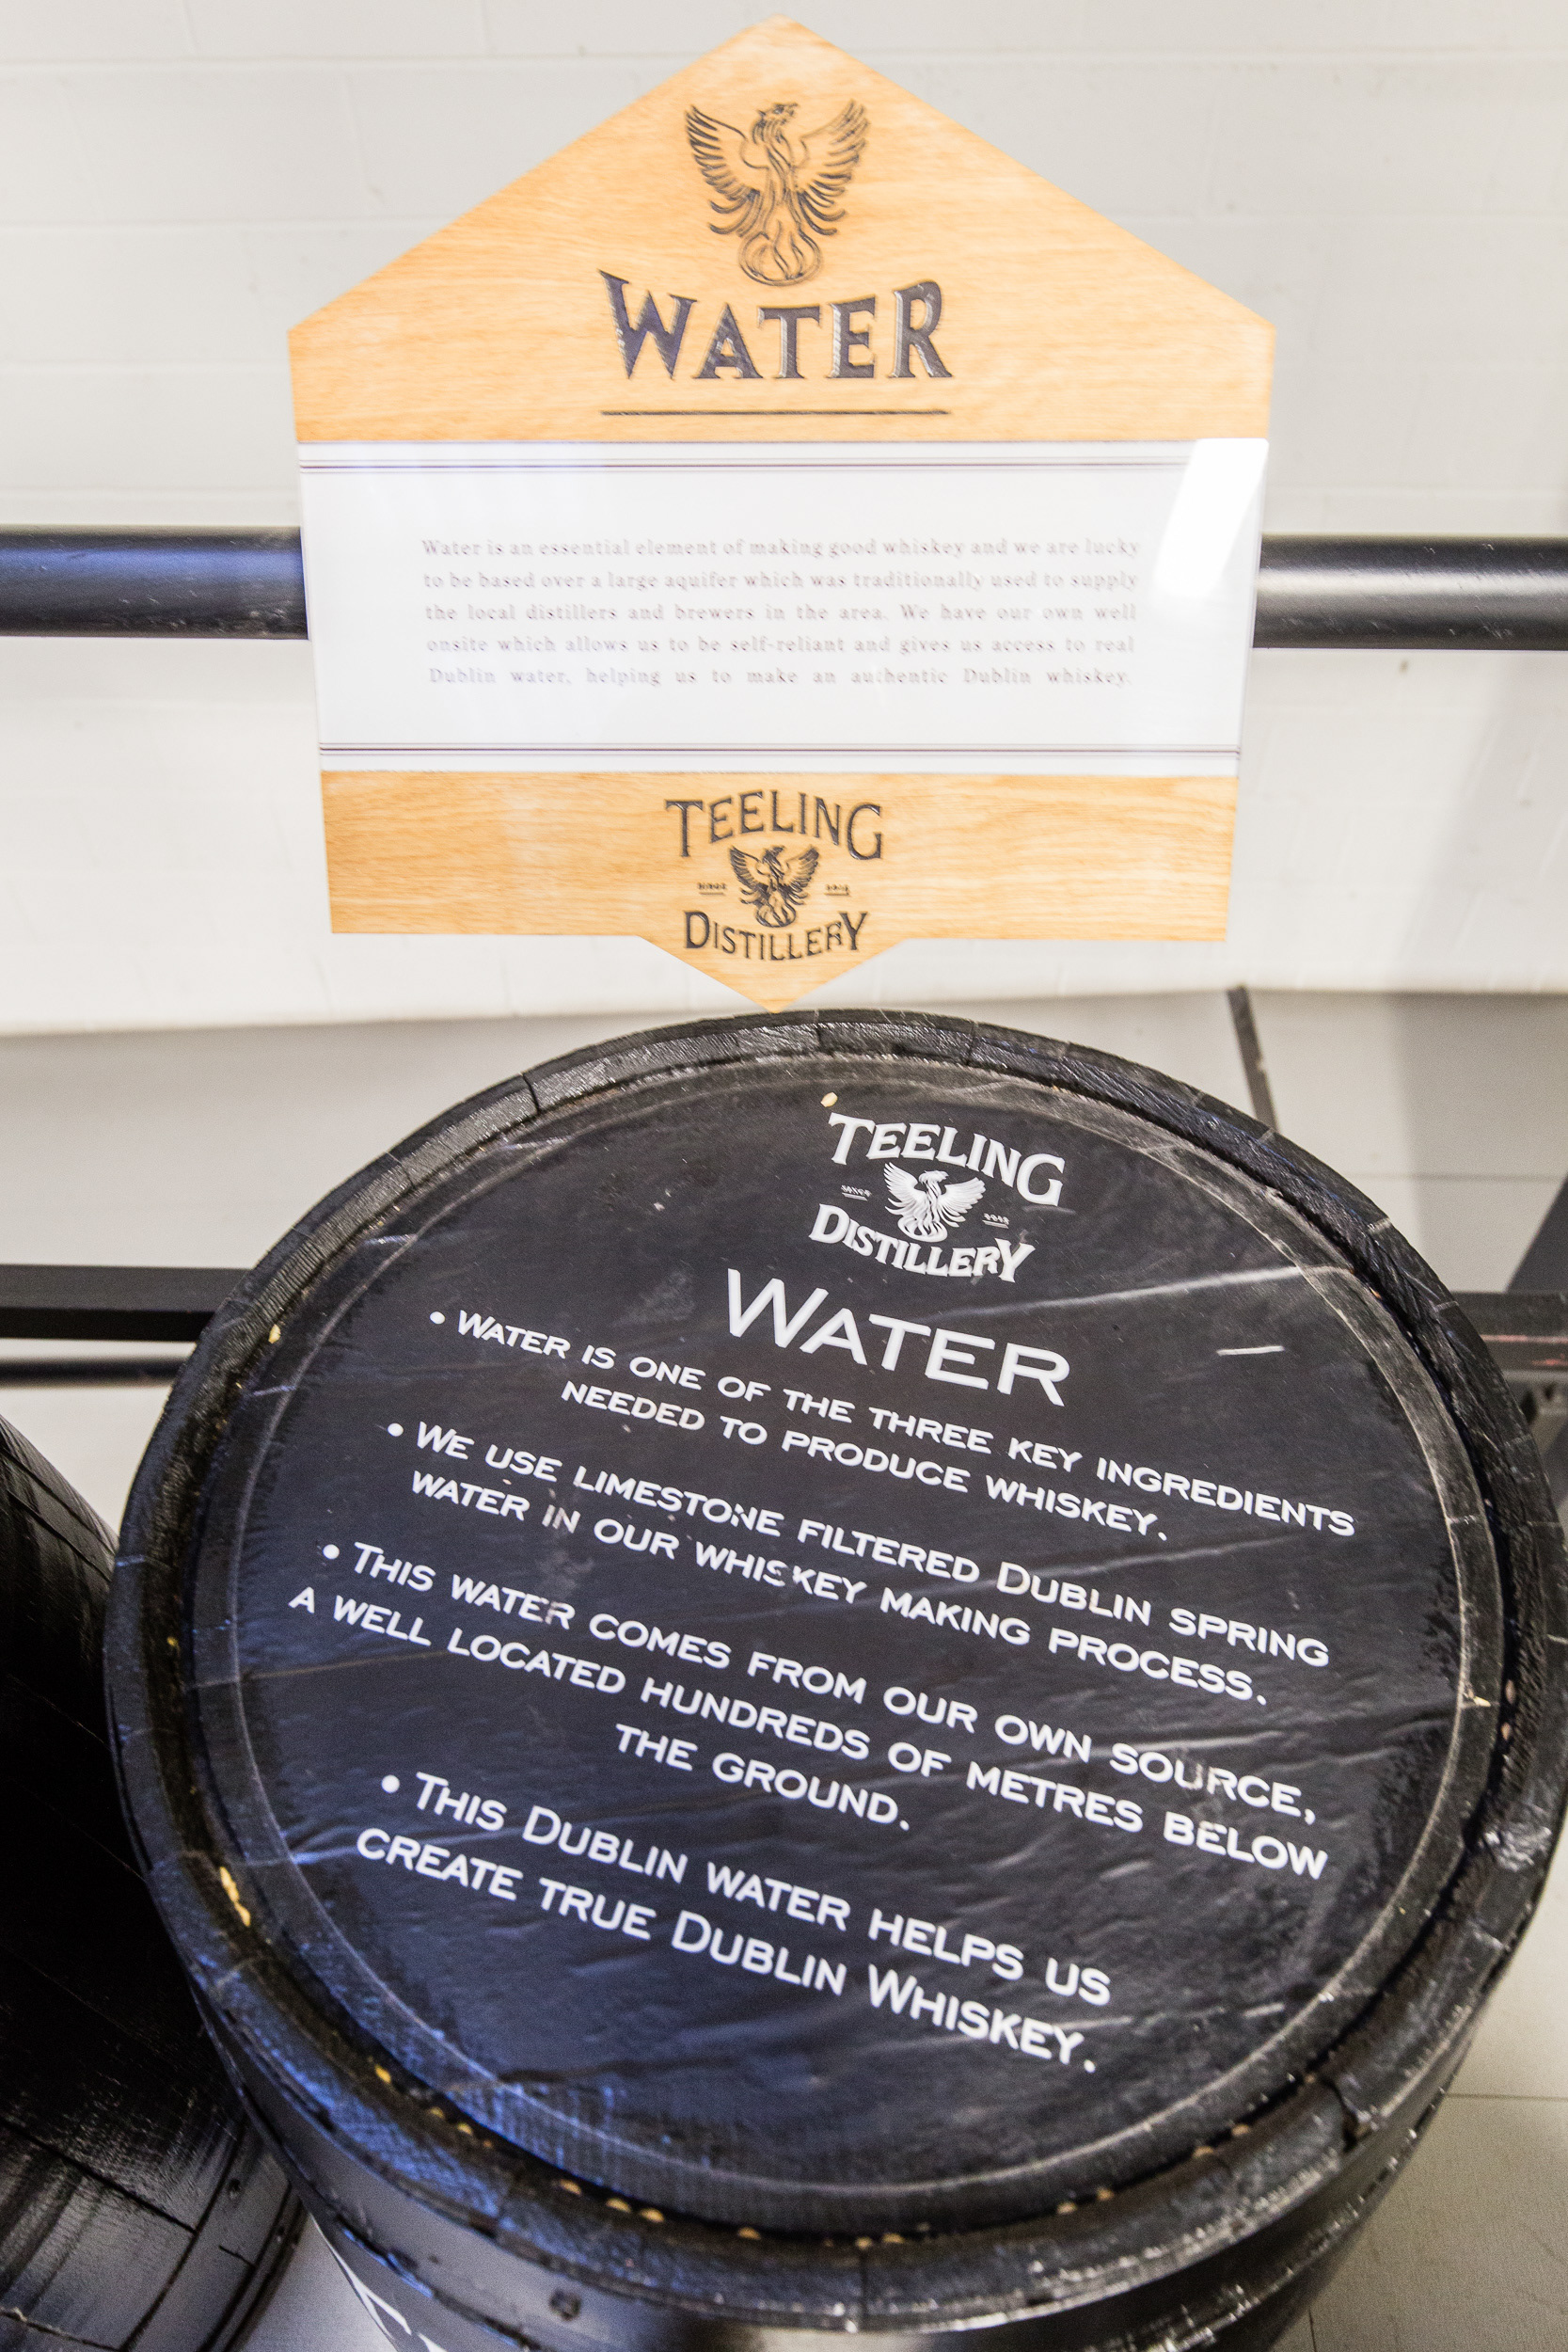 WATER
Water is an essential element of making good whiskey and we are lucky
to be based over a large aquifer which was traditionally used to supply
the local distillers and brewers in the area. We have our own well
onsite which allows us to be self-reliant and gives us access to real
Dublin water, helping us to make an authentic Dublin whiskey.
TEELING
DISTILLERY
TEELING
DISTILLERY
WATER
• WATER IS ONE OF THE THREE KEY INGREDIENTS
NEEDED TO PRODUCE WHISKEY.
• WE USE LIMESTONE FILTERED DUBLIN SPRING
WATER IN OUR WHISKEY MAKING PROCESS.
• THIS WATER COMES FROM OUR OWN SOURCE,
A WELL LOCATED HUNDREDS OF METRES BELOW
THE GROUND.
• THIS DUBLIN WATER HELPS US
CREATE TRUE DUBLIN WHISKEY.